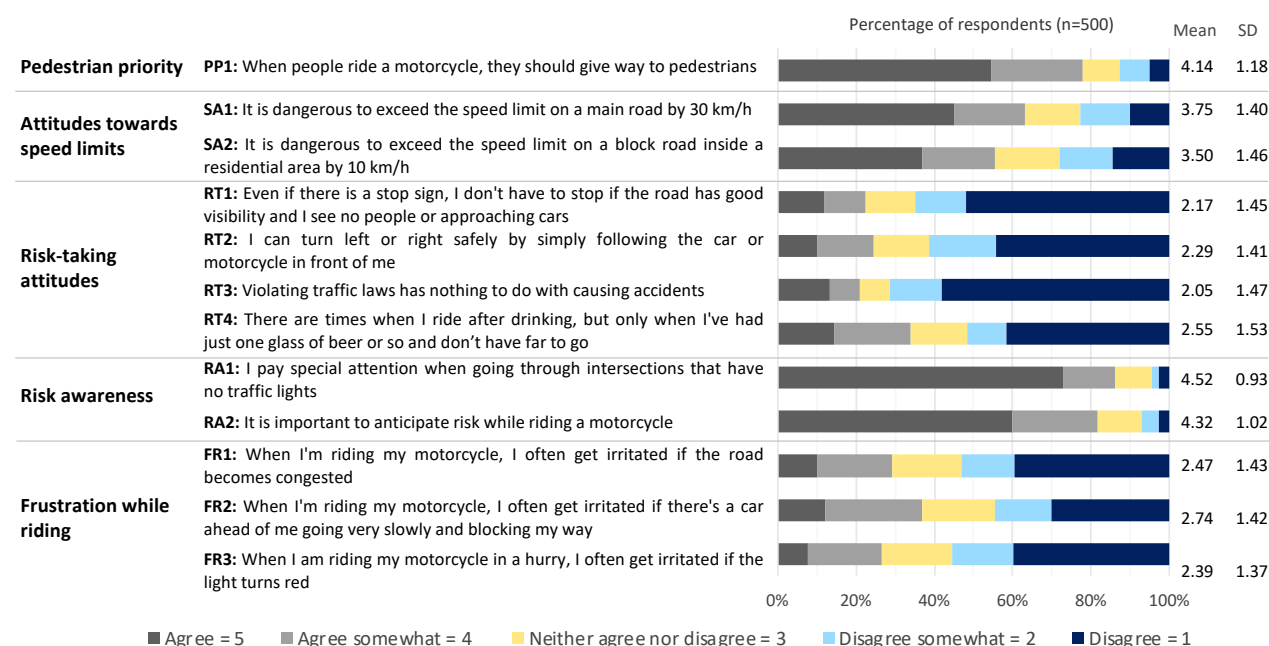 Percentage of respondents (n=500) Mean SD
Pedestrian priority PP1: When people ride a motorcycle, they should give way to pedestrians 4.14 1.18
Attitudes towards
speed limits
SA1: It is dangerous to exceed the speed limit on a main road by 30 km/h 3.75 1.40
SA2: It is dangerous to exceed the speed limit on a block road inside a
residential area by 10 km/h 3.50 1.46
Risk-taking
attitudes
RT1: Even if there is a stop sign, I don't have to stop if the road has good
visibility and I see no people or approaching cars 2.17 1.45
RT2: I can turn left or right safely by simply following the car or
motorcycle in front of me 2.29 1.41
RT3: Violating traffic laws has nothing to do with causing accidents 2.05 1.47
RT4: There are times when I ride after drinking, but only when I've had
just one glass of beer or so and don’t have far to go 2.55 1.53
Risk awareness
RA1: I pay special attention when going through intersections that have
no traffic lights 4.52 0.93
RA2: It is important to anticipate risk while riding a motorcycle 4.32 1.02
Frustration while
riding
FR1: When I'm riding my motorcycle, I often get irritated if the road
becomes congested 2.47 1.43
FR2: When I'm riding my motorcycle, I often get irritated if there's a car
ahead of me going very slowly and blocking my way 2.74 1.42
FR3: When I am riding my motorcycle in a hurry, I often get irritated if the
light turns red 2.39 1.37
0% 20% 40% 60% 80% 100%
Agree = 5 Agree somewhat = 4 Neither agree nor disagree = 3 Disagree somewhat = 2 Disagree = 1